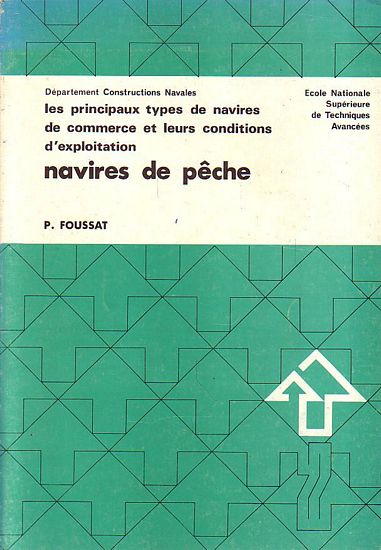 Département Constructions Navales
les principaux types de navires
de commerce et leurs conditions
d'exploitation
navires de pêche
P. FOUSSAT
Ecole Nationale
Supérieure
de Techniques
Avancées